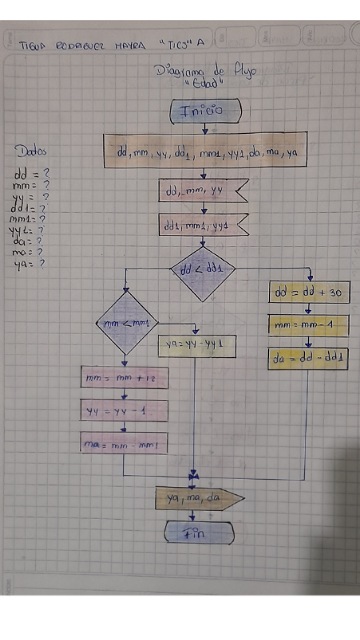 TIGUA RODRIGUEZ MAYRA "TICS" A
Diagrama de flujo
"Edad"
Inicio
Datos
dd = ?
mm = ?
yy = ?
dd1 = ?
mm1 = ?
yy1 = ?
da = ?
ma = ?
ya = ?
dd, mm, yy, dd1, mm1, yy1, da, ma, ya
dd, mm, yy
dd1, mm1, yy1
dd > dd1
dd = dd + 30
mm = mm - 1
da = dd - dd1
mm > mm1
ya = yy - yy1
mm = mm + 12
yy = yy - 1
ma = mm - mm1
ya, ma, da
Fin